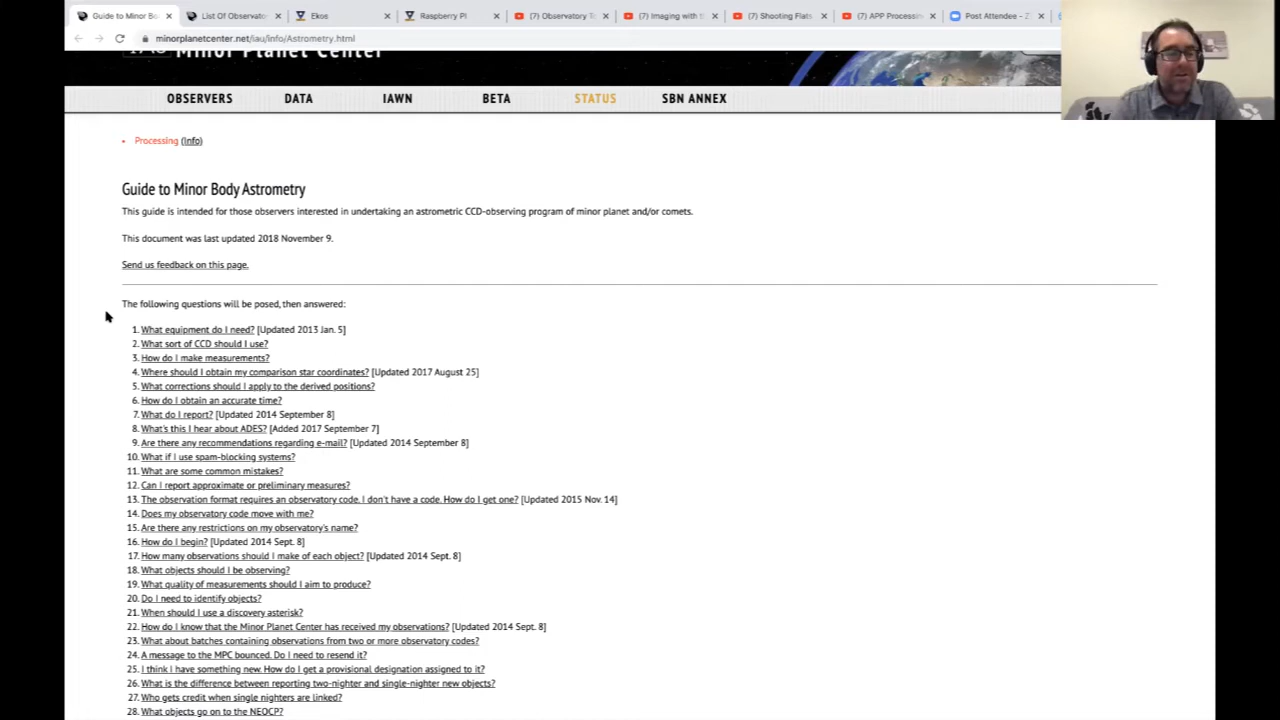 Guide to Minor Bo
List Of Observator
Ekos
Raspberry PI
(7) Observatory T
(7) Imaging with t
(7) Shooting Flats
(7) APP Processin
Post Attendee - Z
minorplanetcenter.net/iau/info/Astrometry.html
Minor Planet Center
OBSERVERS DATA IAWN BETA STATUS SBN ANNEX
• Processing (Info)
Guide to Minor Body Astrometry
This guide is intended for those observers interested in undertaking an astrometric CCD-observing program of minor planet and/or comets.
This document was last updated 2018 November 9.
Send us feedback on this page.
The following questions will be posed, then answered:
1. What equipment do I need? [Updated 2013 Jan. 5]
2. What sort of CCD should I use?
3. How do I make measurements?
4. Where should I obtain my comparison star coordinates? [Updated 2017 August 25]
5. What corrections should I apply to the derived positions?
6. How do I obtain an accurate time?
7. What do I report? [Updated 2014 September 8]
8. What's this I hear about ADES? [Added 2017 September 7]
9. Are there any recommendations regarding e-mail? [Updated 2014 September 8]
10. What if I use spam-blocking systems?
11. What are some common mistakes?
12. Can I report approximate or preliminary measures?
13. The observation format requires an observatory code. I don't have a code. How do I get one? [Updated 2015 Nov. 14]
14. Does my observatory code move with me?
15. Are there any restrictions on my observatory's name?
16. How do I begin? [Updated 2014 Sept. 8]
17. How many observations should I make of each object? [Updated 2014 Sept. 8]
18. What objects should I be observing?
19. What quality of measurements should I aim to produce?
20. Do I need to identify objects?
21. When should I use a discovery asterisk?
22. How do I know that the Minor Planet Center has received my observations? [Updated 2014 Sept. 8]
23. What about batches containing observations from two or more observatory codes?
24. A message to the MPC bounced. Do I need to resend it?
25. I think I have something new. How do I get a provisional designation assigned to it?
26. What is the difference between reporting two-nighter and single-nighter new objects?
27. Who gets credit when single nighters are linked?
28. What objects go on to the NEOCP?